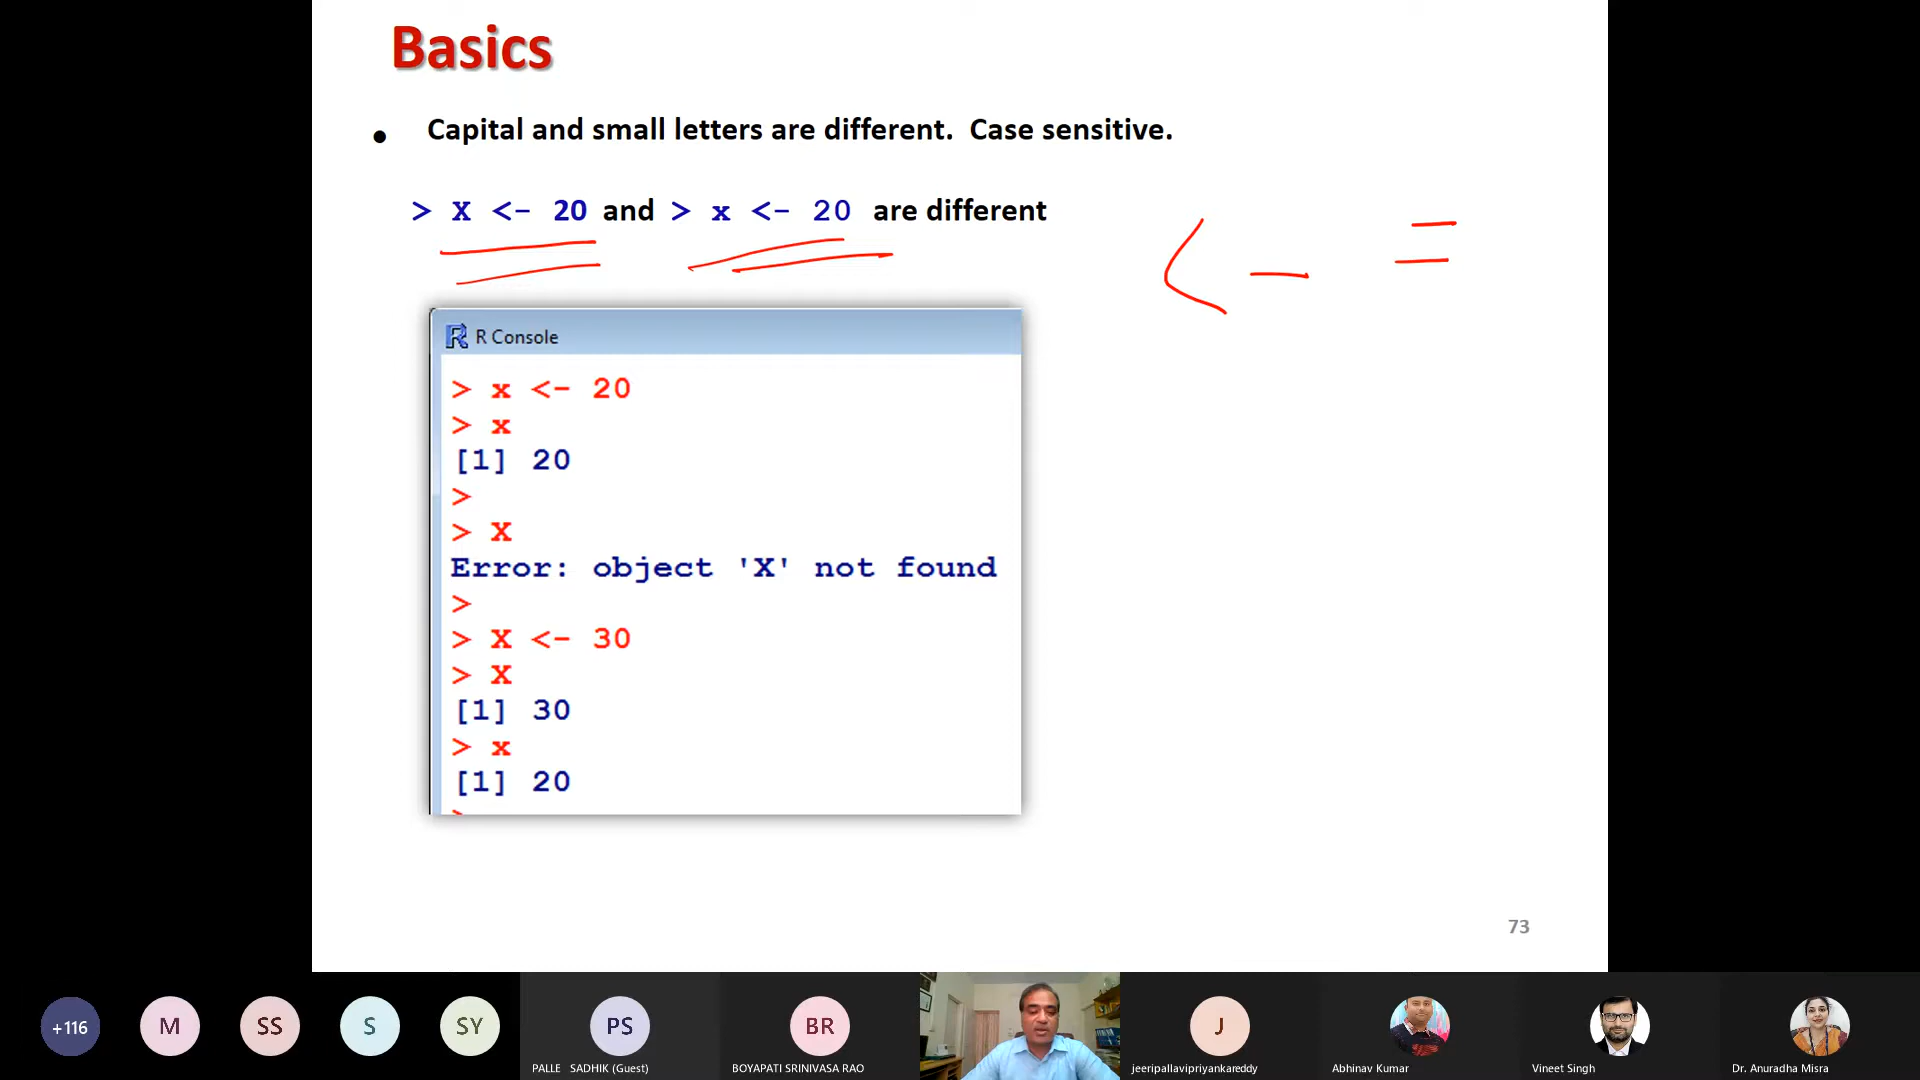 Basics
• Capital and small letters are different. Case sensitive.
> X <- 20 and > x <- 20 are different
<- =
R Console
> x <- 20
> x
[1] 20
>
> X
Error: object 'X' not found
>
> X <- 30
> X
[1] 30
> x
[1] 20
>
73
+116 M SS S SY PS BR J
PALLE SADHIK (Guest) BOYAPATI SRINIVASA RAO jeeripallavipriyankareddy Abhinav Kumar Vineet Singh Dr. Anuradha Misra